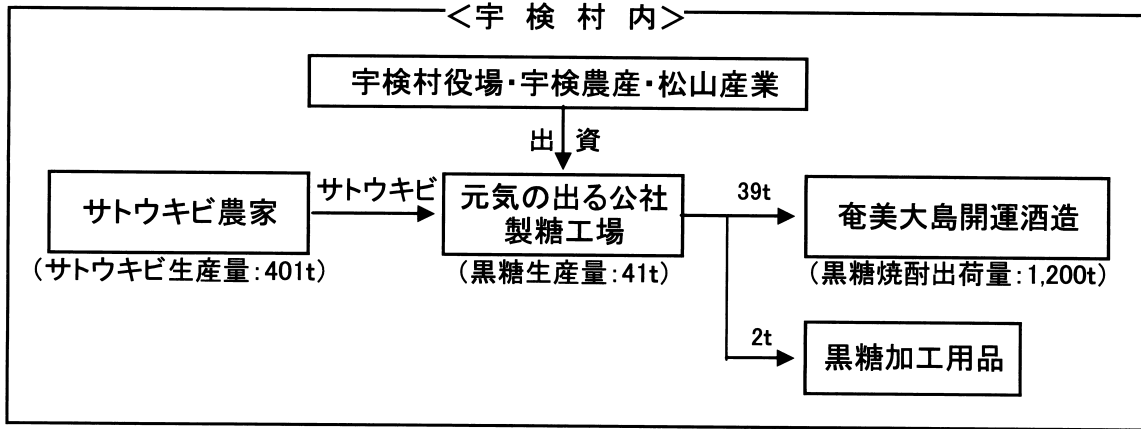 ＜宇検村内＞
宇検村役場・宇検農産・松山産業
出資
サトウキビ農家
(サトウキビ生産量：401t)
サトウキビ
元気の出る公社
製糖工場
(黒糖生産量：41t)
39t
奄美大島開運酒造
(黒糖焼酎出荷量：1,200t)
2t
黒糖加工用品